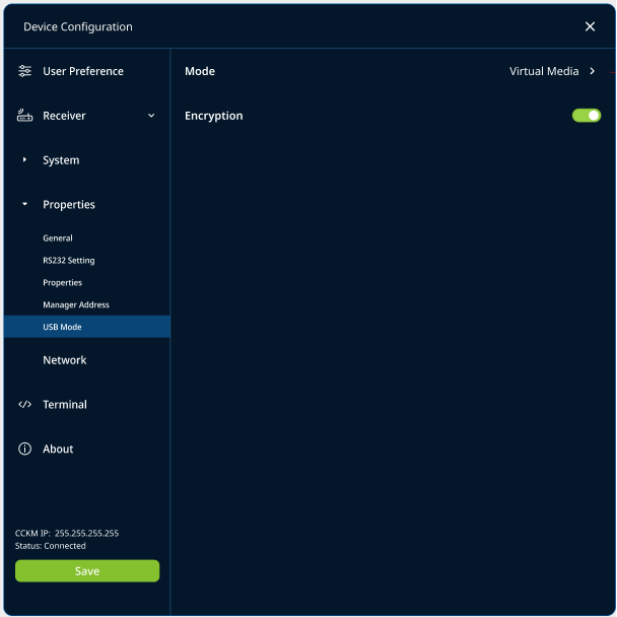 Device Configuration
User Preference
Receiver
System
Properties
General
RS232 Setting
Properties
Manager Address
USB Mode
Network
Terminal
About
CCKM IP: 255.255.255.255
Status: Connected
Save
Mode
Virtual Media
Encryption